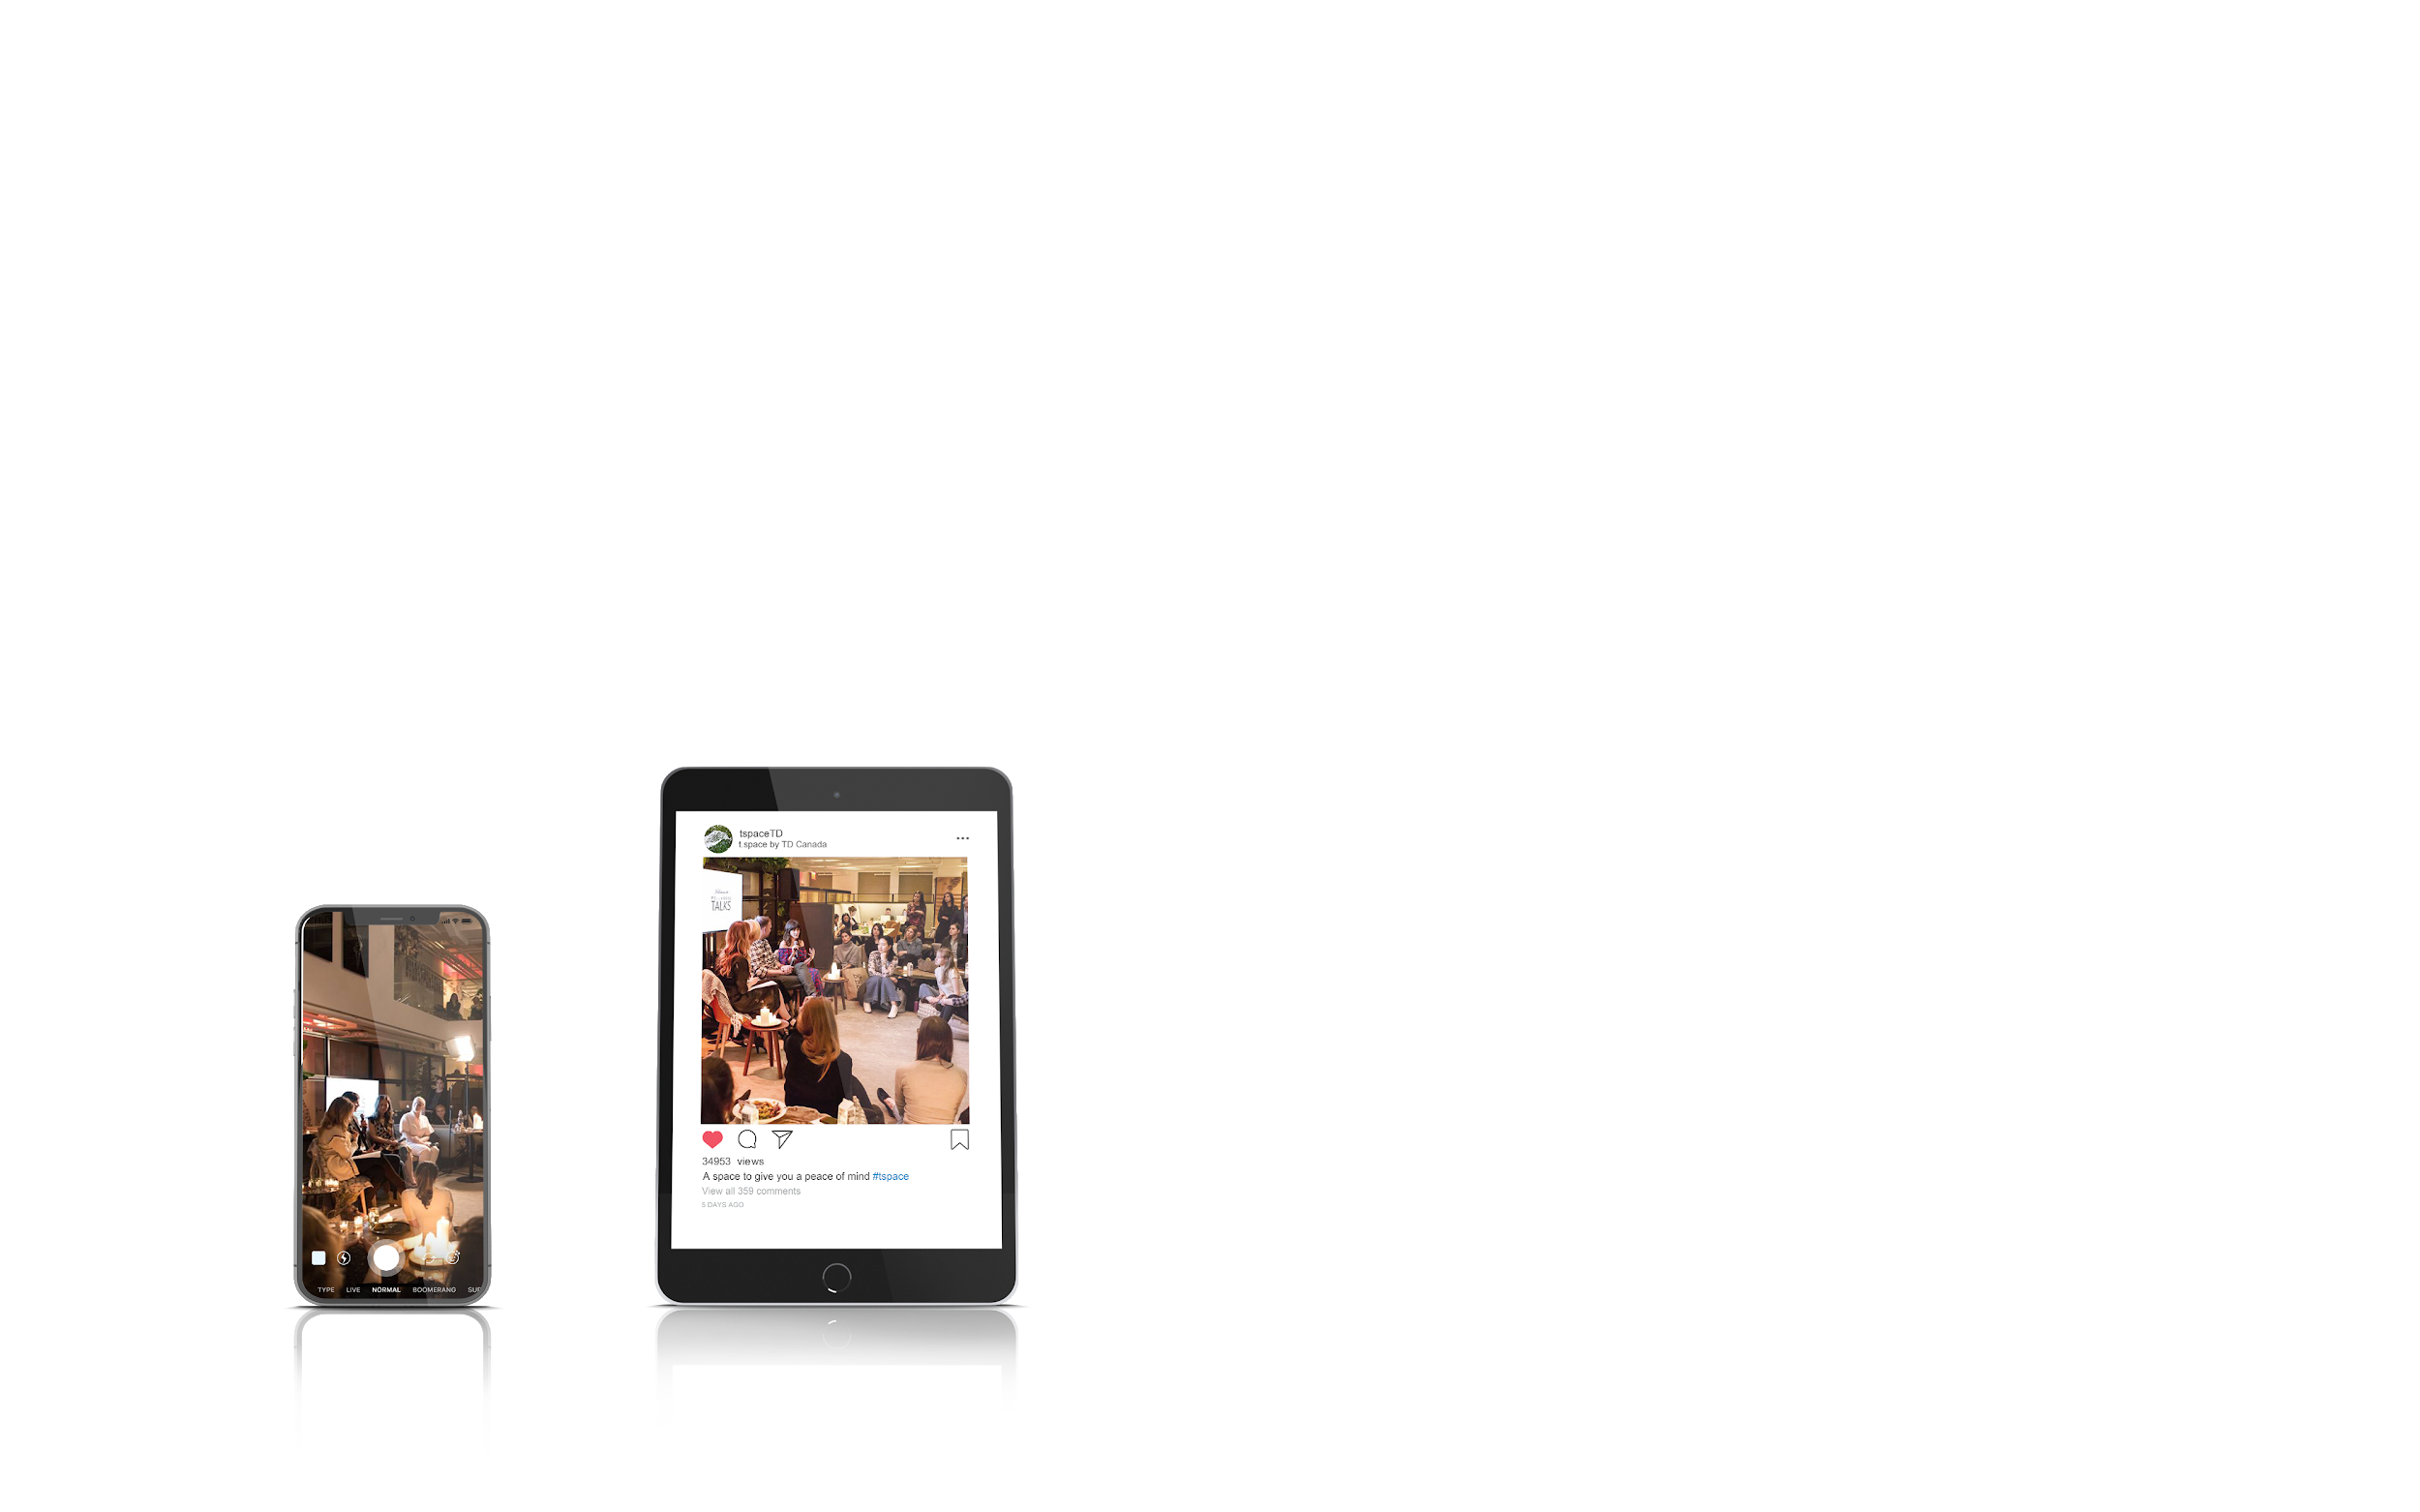 tspaceTD
t.space by TD Canada
TALKS
34953 views
A space to give you a peace of mind #tspace
View all 359 comments
5 DAYS AGO
TYPE LIVE NORMAL BOOMERANG SUP